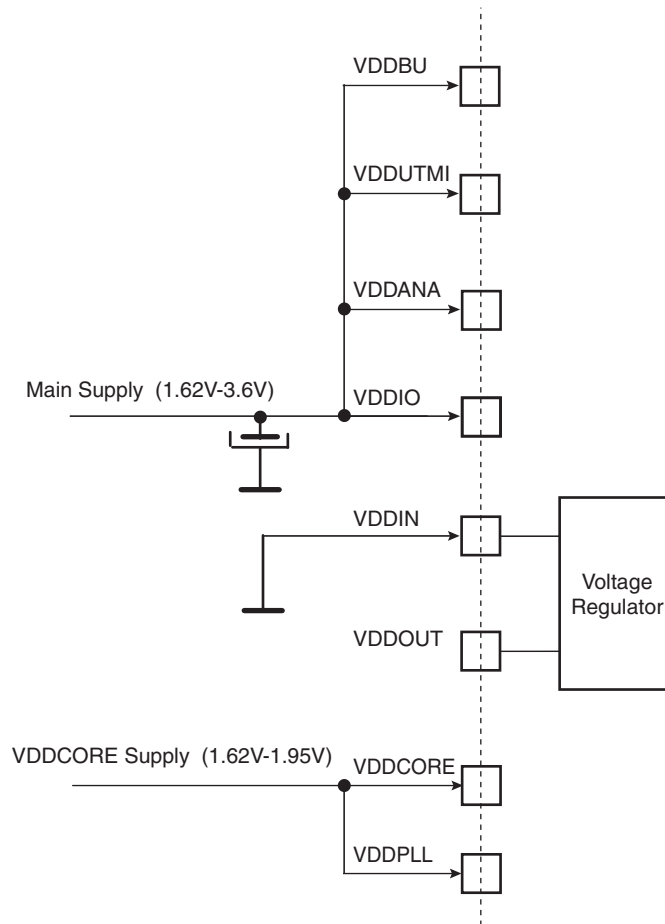 VDDBU
VDDUTMI
VDDANA
Main Supply (1.62V-3.6V)
VDDIO
VDDIN
Voltage
Regulator
VDDOUT
VDDCORE Supply (1.62V-1.95V)
VDDCORE
VDDPLL